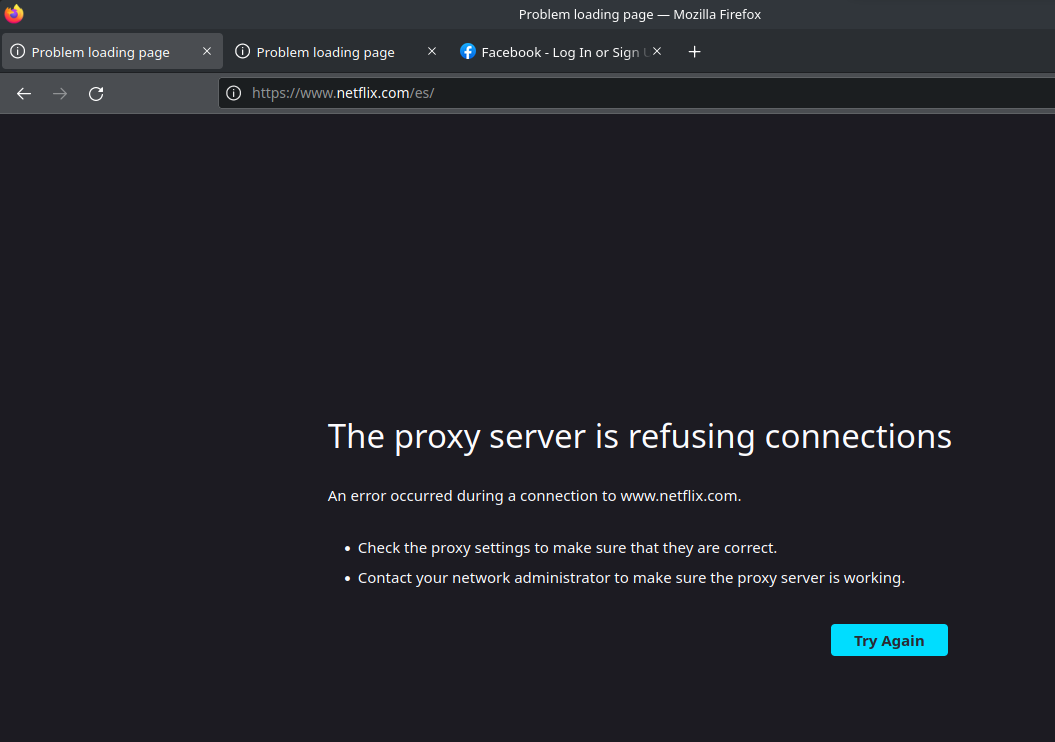 Problem loading page — Mozilla Firefox
Problem loading page
Problem loading page
Facebook - Log In or Sign U
https://www.netflix.com/es/
The proxy server is refusing connections
An error occurred during a connection to www.netflix.com.
• Check the proxy settings to make sure that they are correct.
• Contact your network administrator to make sure the proxy server is working.
Try Again